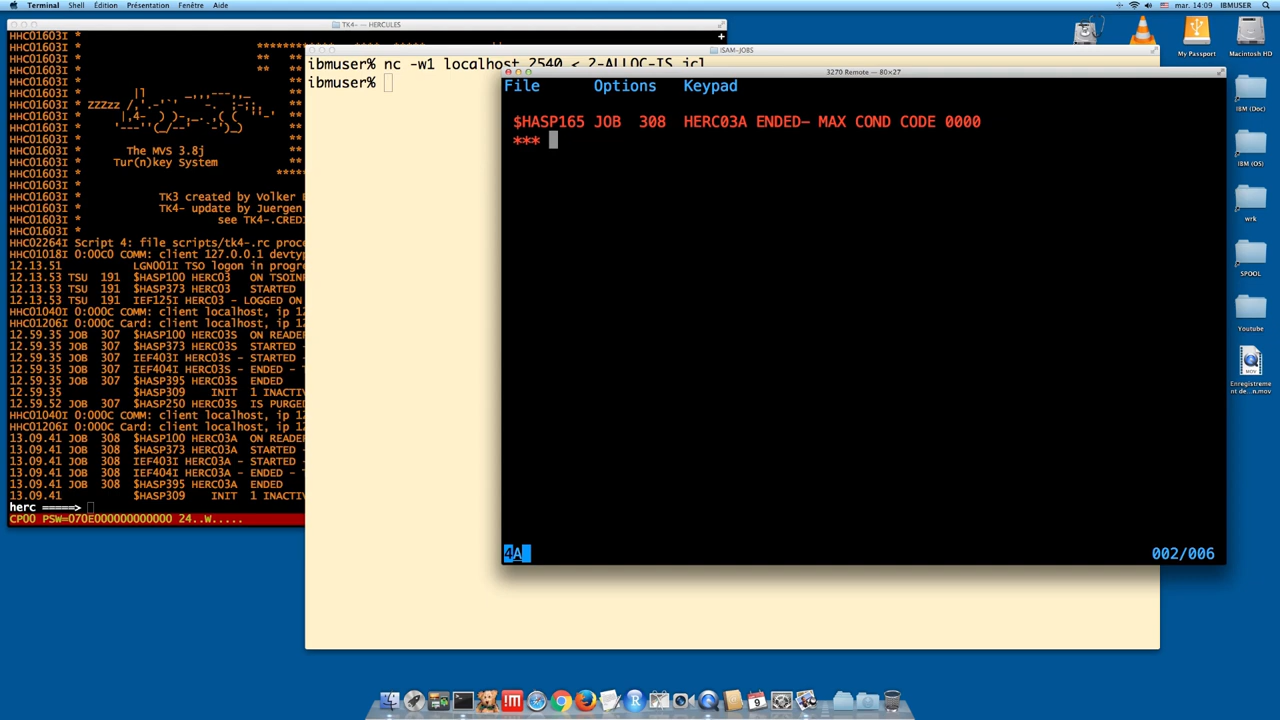 Terminal Shell Édition Présentation Fenêtre Aide
mar. 14:09 IBMUSER
TK4- — HERCULES
HHC01603I *
HHC01603I *
HHC01603I *
HHC01603I *
HHC01603I *
HHC01603I *
HHC01603I *
HHC01603I *
HHC01603I *
HHC01603I *
HHC01603I * The MVS 3.8j
HHC01603I * Tur(n)key System
HHC01603I *
HHC01603I *
HHC01603I * TK3 created by Volker
HHC01603I * TK4- update by Juergen
HHC01603I * see TK4-.CREDI
HHC01603I *
HHC02264I Script 4: file scripts/tk4-.rc proce
HHC01018I 0:00C0 COMM: client 127.0.0.1 devtyp
12.13.51 LGN001I TSO logon in progre
12.13.53 TSU 191 $HASP100 HERC03 ON TSOINR
12.13.53 TSU 191 $HASP373 HERC03 STARTED
12.13.53 TSU 191 IEF125I HERC03 - LOGGED ON
HHC01040I 0:000C COMM: client localhost, ip 12
HHC01206I 0:000C Card: client localhost, ip 12
12.59.35 JOB 307 $HASP100 HERC03S ON READER
12.59.35 JOB 307 $HASP373 HERC03S STARTED -
12.59.35 JOB 307 IEF403I HERC03S - STARTED -
12.59.35 JOB 307 IEF404I HERC03S - ENDED - T
12.59.35 JOB 307 $HASP395 HERC03S ENDED
12.59.35 $HASP309 INIT 1 INACTIV
12.59.52 JOB 307 $HASP250 HERC03S IS PURGED
HHC01040I 0:000C COMM: client localhost, ip 12
HHC01206I 0:000C Card: client localhost, ip 12
13.09.41 JOB 308 $HASP100 HERC03A ON READER
13.09.41 JOB 308 $HASP373 HERC03A STARTED
13.09.41 JOB 308 IEF403I HERC03A - STARTED -
13.09.41 JOB 308 IEF404I HERC03A - ENDED - T
13.09.41 JOB 308 $HASP395 HERC03A ENDED
13.09.41 $HASP309 INIT 1 INACTIV
herc =====>
CP00 PSW=070E000000000000 24..W.....
ISAM-JOBS
ibmuser% nc -w1 localhost 2540 < 2-ALLOC-IS.jcl
ibmuser%
3270 Remote — 80×27
File Options Keypad
$HASP165 JOB 308 HERC03A ENDED- MAX COND CODE 0000
***
4A
002/006
My Passport
Macintosh HD
IBM (Doc)
IBM (OS)
wrk
SPOOL
Youtube
MOV
Enregistreme
nt de...n.mov
9